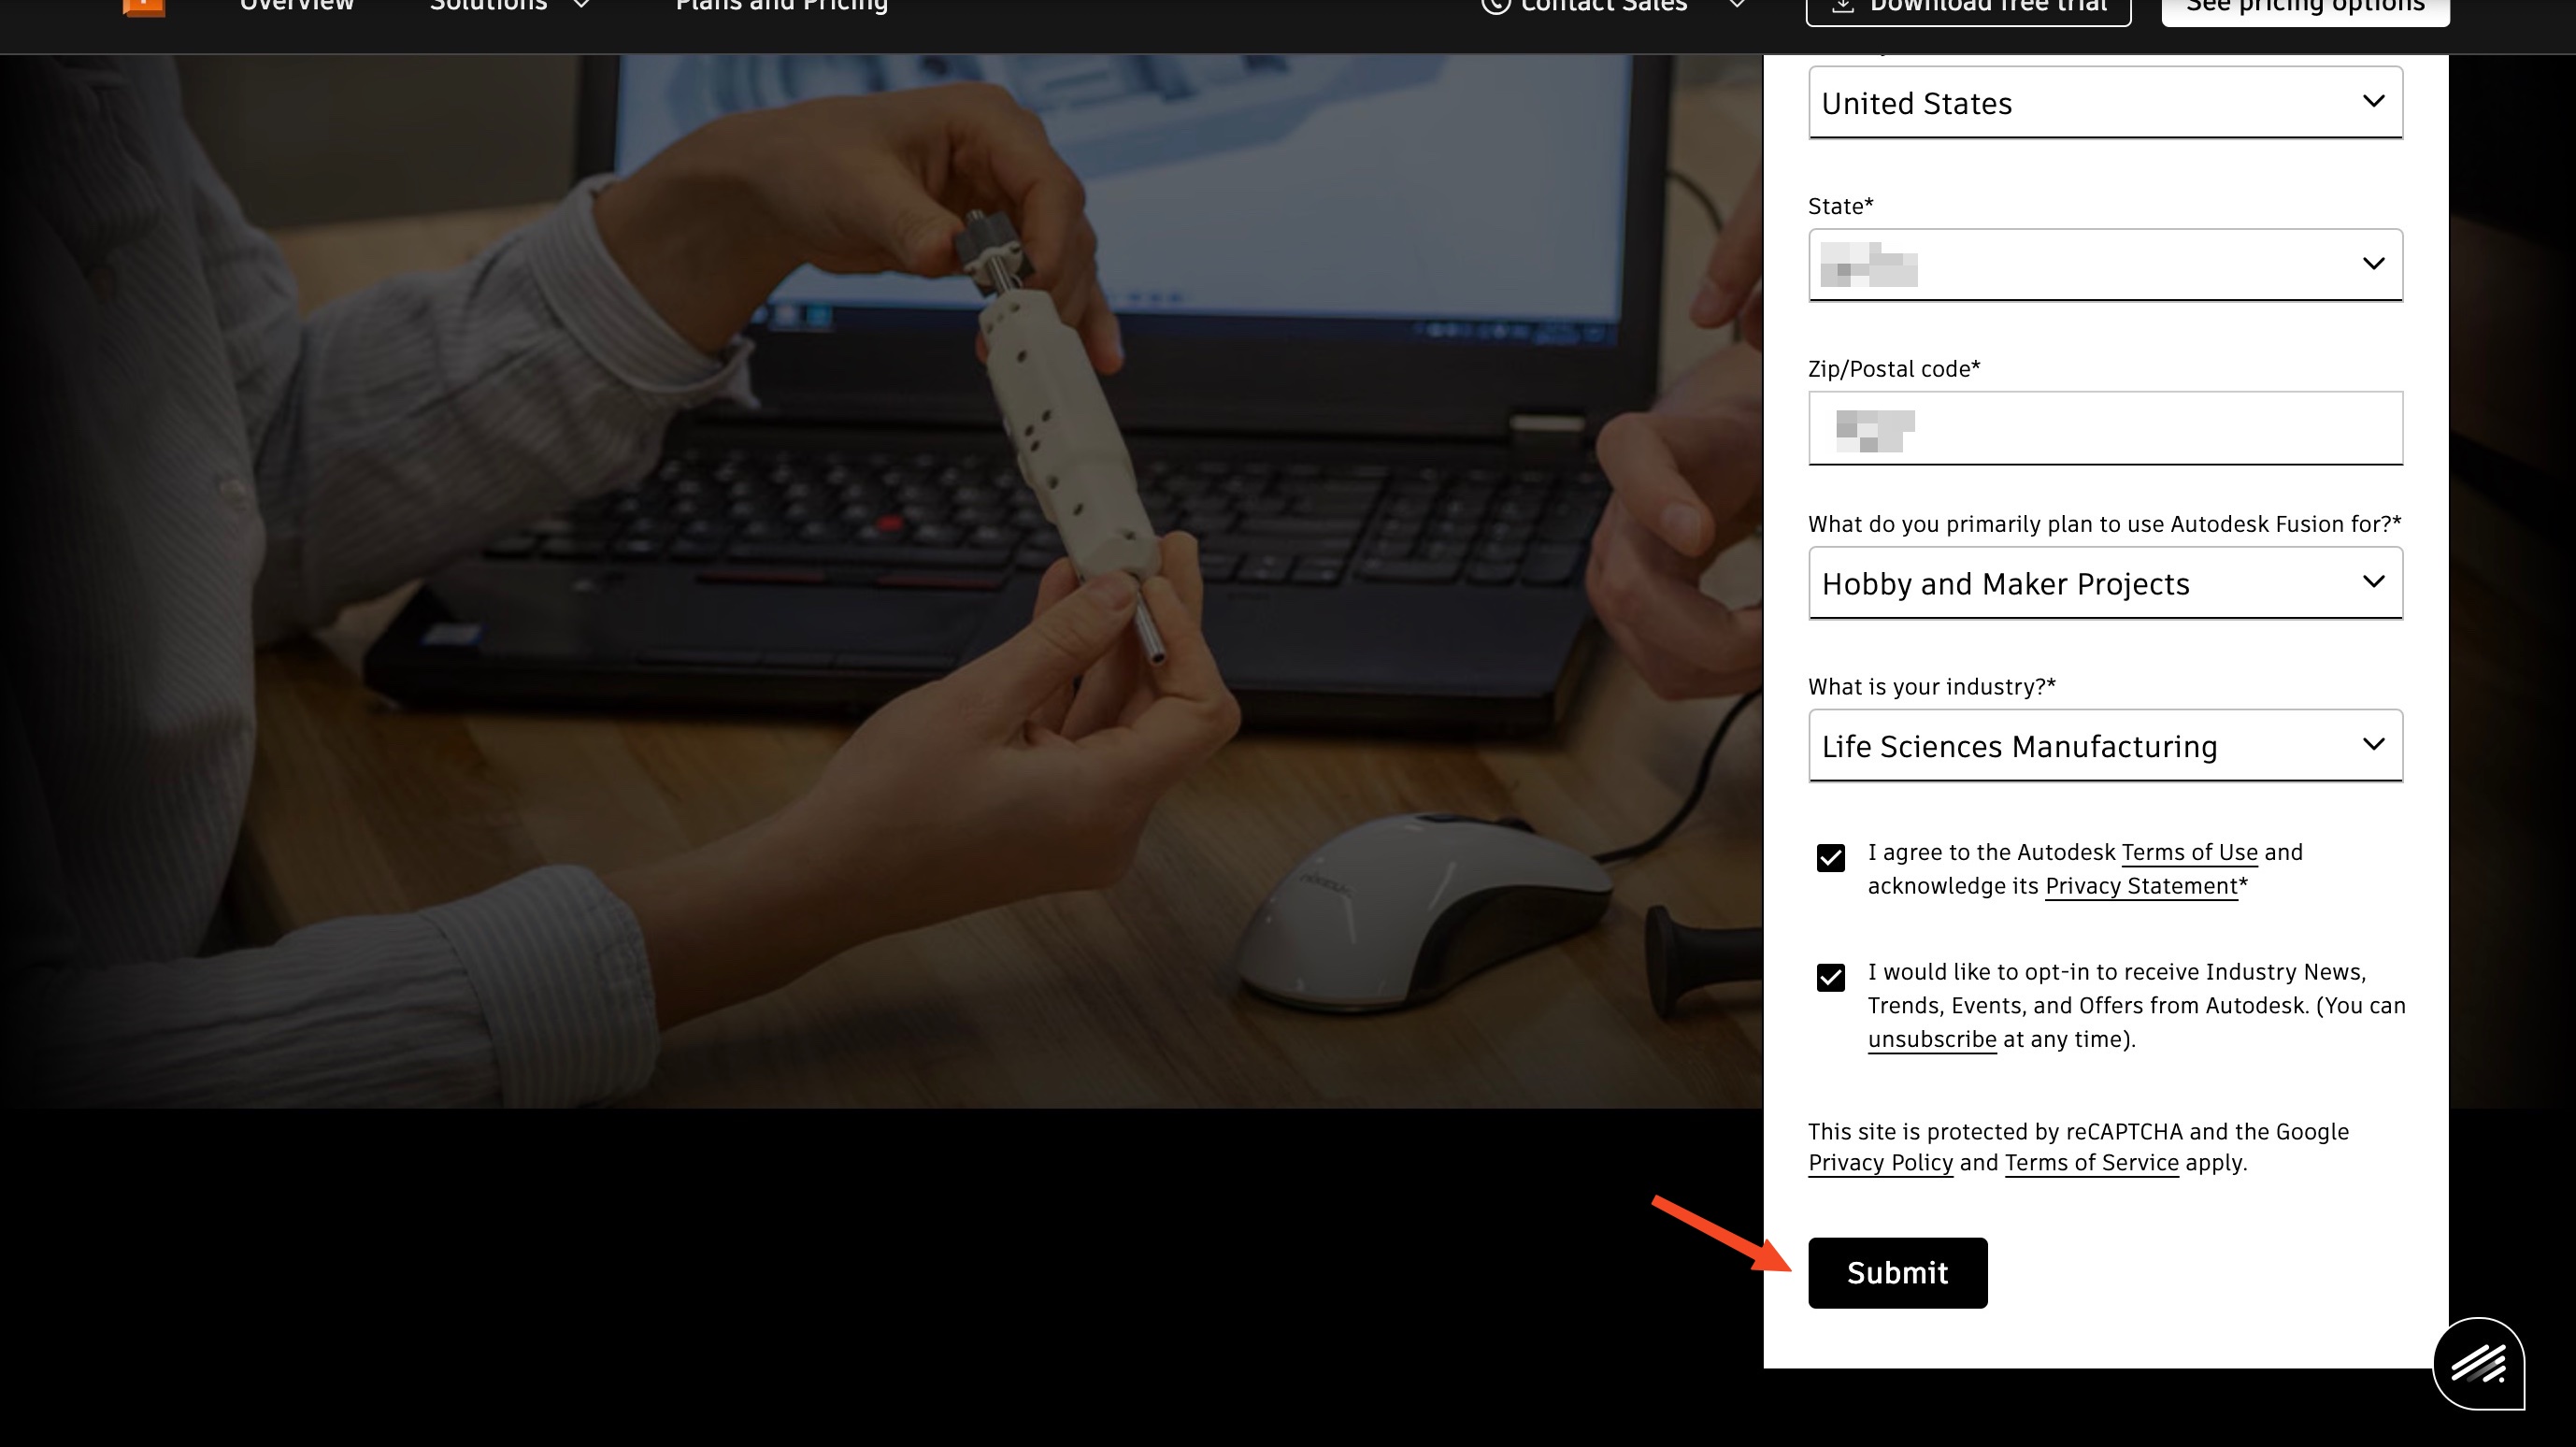 Overview
Solutions
Plans and Pricing
Contact Sales
Download free trial
See pricing options
United States
State*
Zip/Postal code*
What do you primarily plan to use Autodesk Fusion for?*
Hobby and Maker Projects
What is your industry?*
Life Sciences Manufacturing
I agree to the Autodesk Terms of Use and
acknowledge its Privacy Statement*
I would like to opt-in to receive Industry News,
Trends, Events, and Offers from Autodesk. (You can
unsubscribe at any time).
This site is protected by reCAPTCHA and the Google
Privacy Policy and Terms of Service apply.
Submit